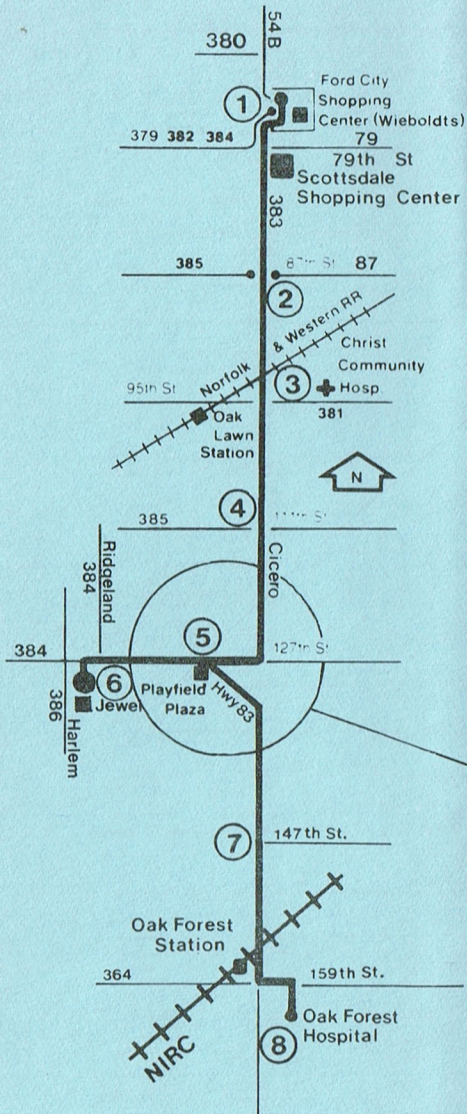 54B
380
1
Ford City
Shopping
Center (Wieboldts)
379 382 384
79
79th St
Scottsdale
Shopping Center
383
385
87th St 87
2
Norfolk & Western RR
Christ
Community
Hosp.
3
95th St
381
Oak
Lawn
Station
N
4
385
Cicero
Ridgeland
384
384
5
127th St
6
Jewel
Playfield
Plaza
Hwy 83
386
Harlem
7
147th St.
Oak Forest
Station
364
159th St.
NIRC
8
Oak Forest
Hospital